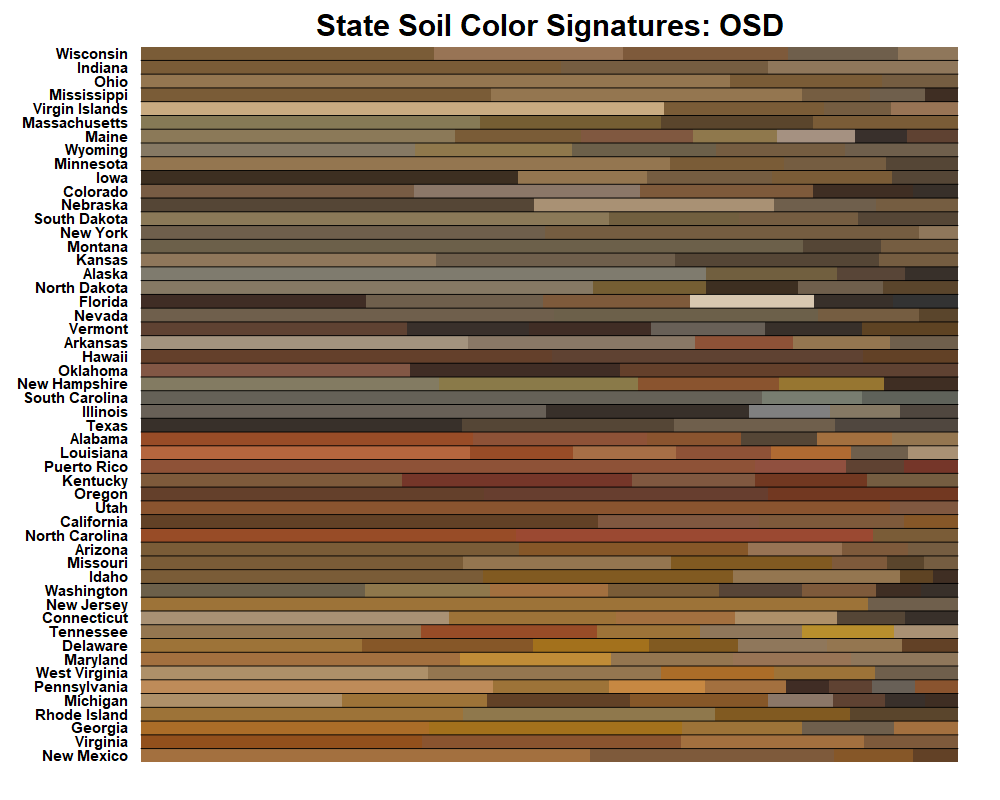 State Soil Color Signatures: OSD
Wisconsin
Indiana
Ohio
Mississippi
Virgin Islands
Massachusetts
Maine
Wyoming
Minnesota
Iowa
Colorado
Nebraska
South Dakota
New York
Montana
Kansas
Alaska
North Dakota
Florida
Nevada
Vermont
Arkansas
Hawaii
Oklahoma
New Hampshire
South Carolina
Illinois
Texas
Alabama
Louisiana
Puerto Rico
Kentucky
Oregon
Utah
California
North Carolina
Arizona
Missouri
Idaho
Washington
New Jersey
Connecticut
Tennessee
Delaware
Maryland
West Virginia
Pennsylvania
Michigan
Rhode Island
Georgia
Virginia
New Mexico